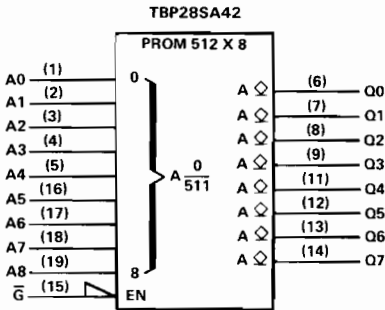 TBP28SA42
PROM 512 X 8
A0 (1) 0 A (6) Q0
A1 (2) A (7) Q1
A2 (3) A (8) Q2
A3 (4) A (9) Q3
A4 (5) A 0/511 A (11) Q4
A5 (16) A (12) Q5
A6 (17) A (13) Q6
A7 (18) A (14) Q7
A8 (19) 8
G̅ (15) EN